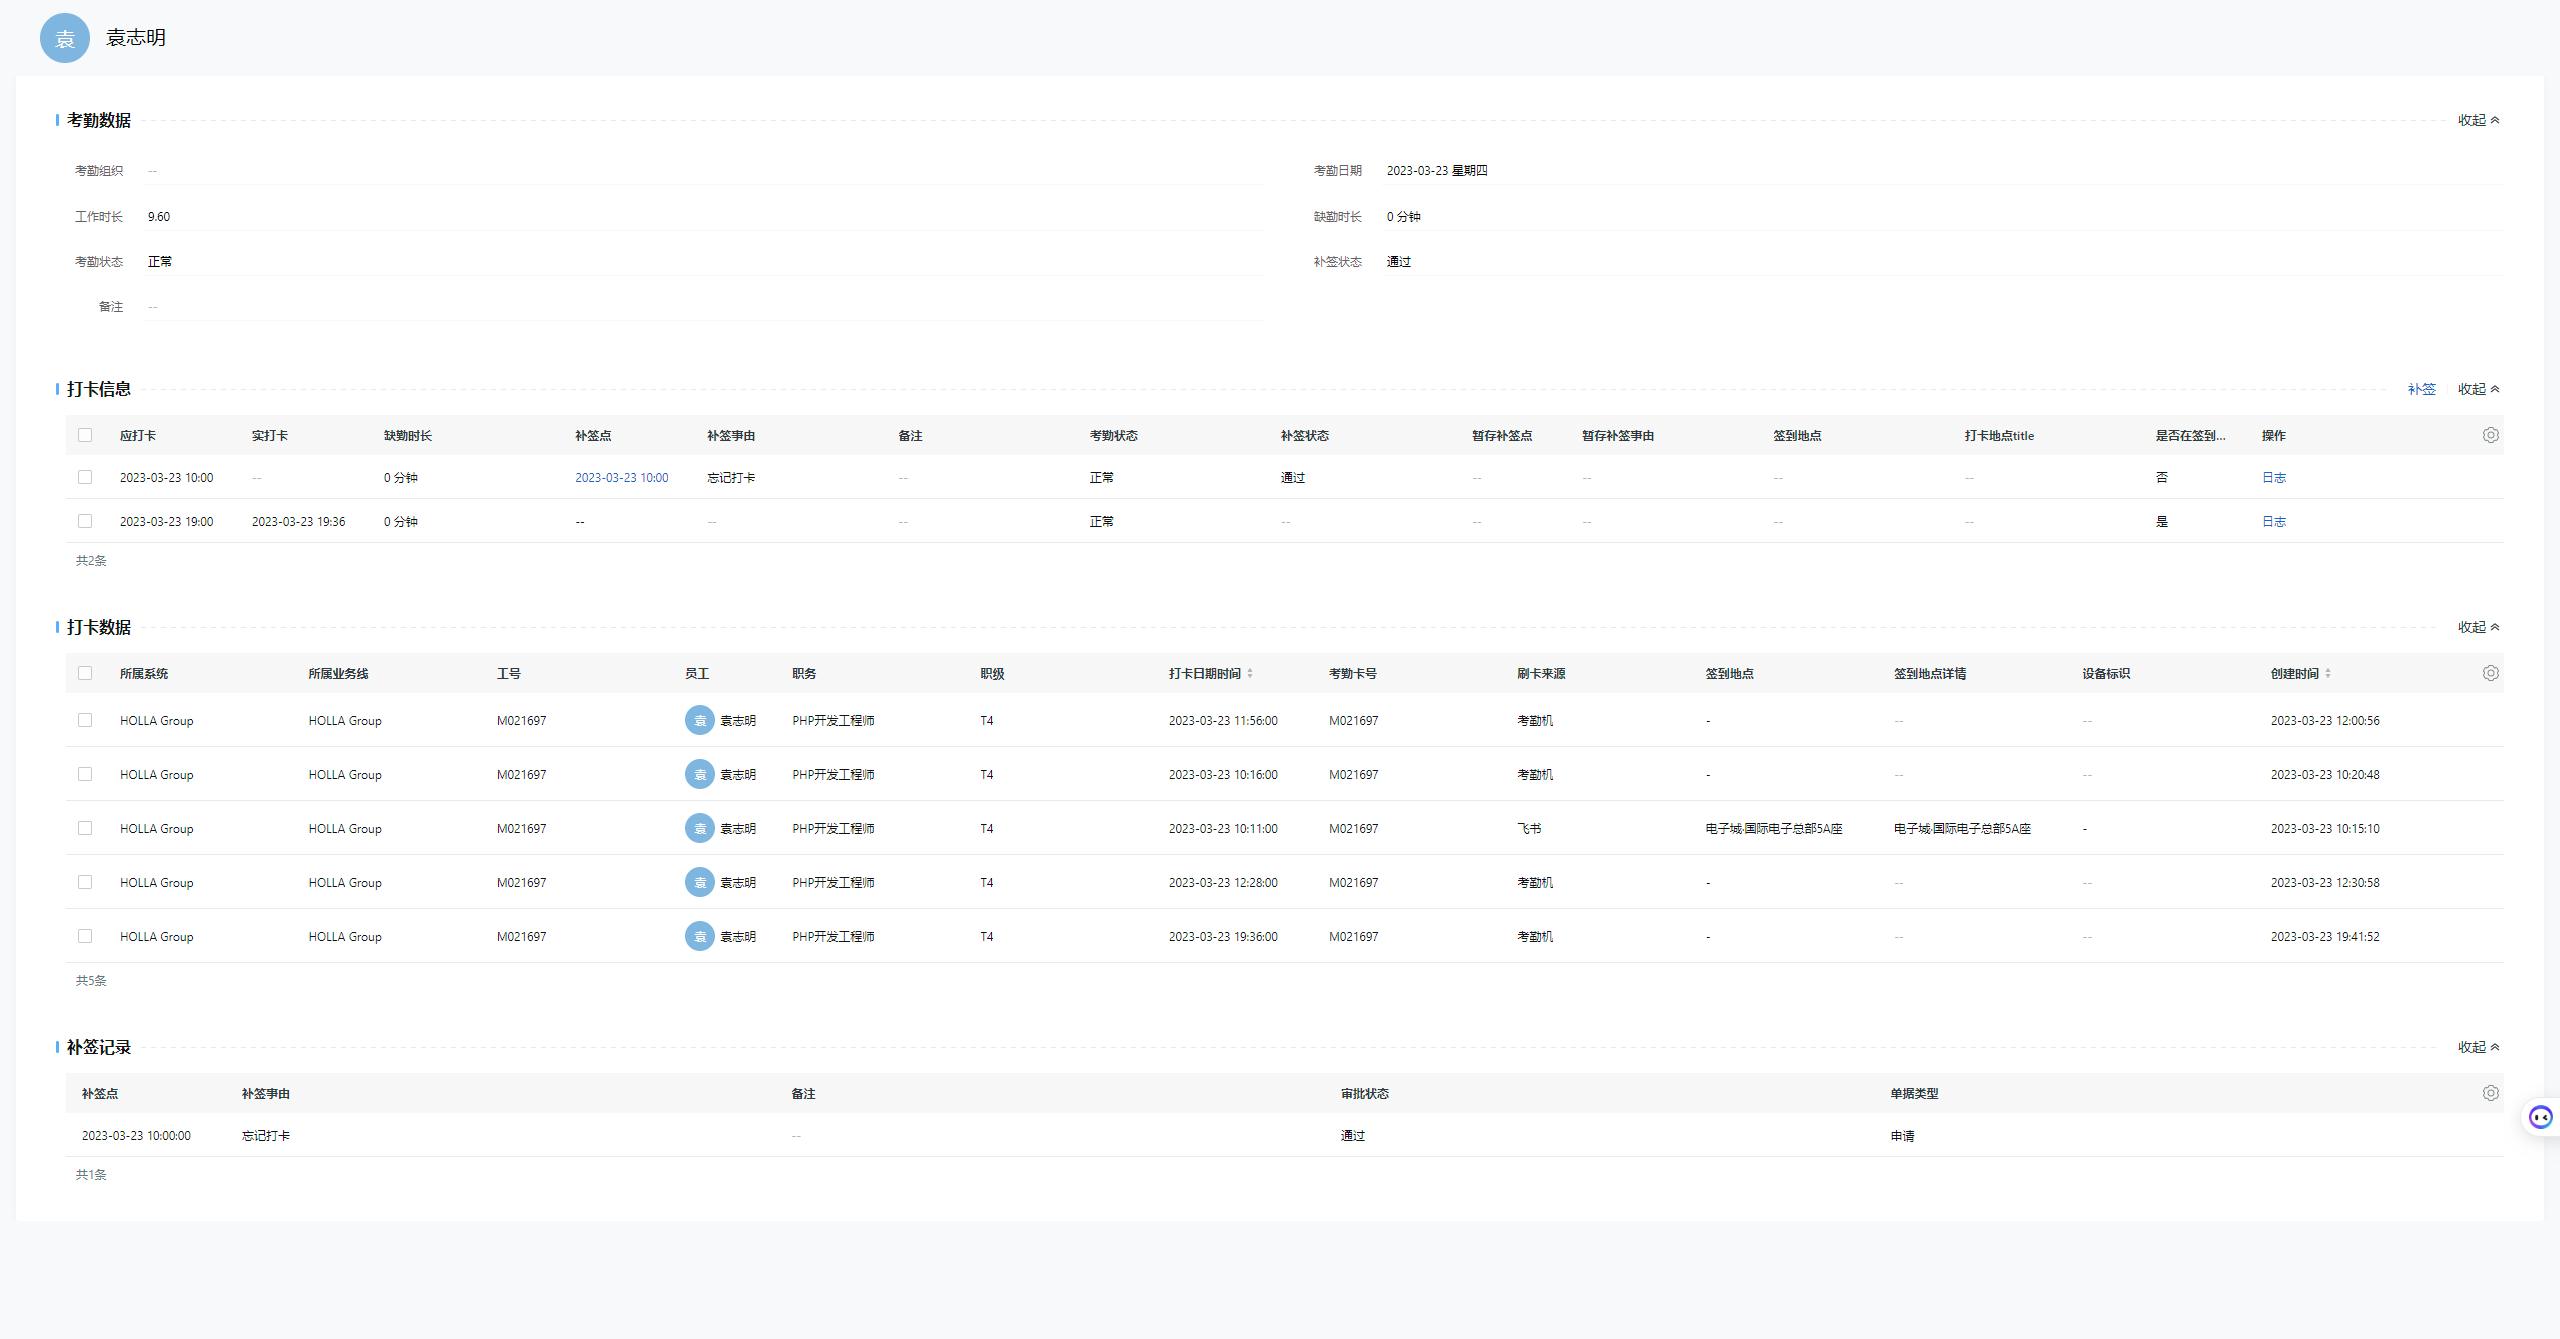 袁 袁志明
考勤数据 收起
考勤组织 -- 考勤日期 2023-03-23 星期四
工作时长 9.60 缺勤时长 0 分钟
考勤状态 正常 补签状态 通过
备注 --
打卡信息 补签 收起
应打卡 实打卡 缺勤时长 补签点 补签事由 备注 考勤状态 补签状态 暂存补签点 暂存补签事由 签到地点 打卡地点title 是否在签到... 操作
2023-03-23 10:00 -- 0 分钟 2023-03-23 10:00 忘记打卡 -- 正常 通过 -- -- -- -- 否 日志
2023-03-23 19:00 2023-03-23 19:36 0 分钟 -- -- -- 正常 -- -- -- -- -- 是 日志
共2条
打卡数据 收起
所属系统 所属业务线 工号 员工 职务 职级 打卡日期时间 考勤卡号 刷卡来源 签到地点 签到地点详情 设备标识 创建时间
HOLLA Group HOLLA Group M021697 袁 袁志明 PHP开发工程师 T4 2023-03-23 11:56:00 M021697 考勤机 - -- -- 2023-03-23 12:00:56
HOLLA Group HOLLA Group M021697 袁 袁志明 PHP开发工程师 T4 2023-03-23 10:16:00 M021697 考勤机 - -- -- 2023-03-23 10:20:48
HOLLA Group HOLLA Group M021697 袁 袁志明 PHP开发工程师 T4 2023-03-23 10:11:00 M021697 飞书 电子城·国际电子总部5A座 电子城·国际电子总部5A座 - 2023-03-23 10:15:10
HOLLA Group HOLLA Group M021697 袁 袁志明 PHP开发工程师 T4 2023-03-23 12:28:00 M021697 考勤机 - -- -- 2023-03-23 12:30:58
HOLLA Group HOLLA Group M021697 袁 袁志明 PHP开发工程师 T4 2023-03-23 19:36:00 M021697 考勤机 - -- -- 2023-03-23 19:41:52
共5条
补签记录 收起
补签点 补签事由 备注 审批状态 单据类型
2023-03-23 10:00:00 忘记打卡 -- 通过 申请
共1条